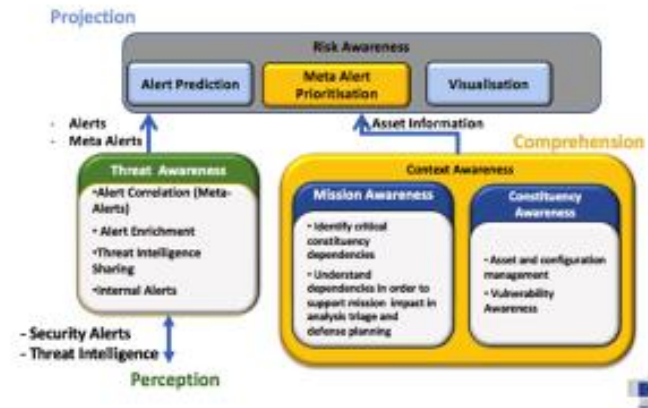 Projection
Risk Awareness
Alert Prediction
Meta Alert
Prioritisation
Visualisation
- Alerts
- Meta Alerts
Asset Information
Comprehension
Threat Awareness
•Alert Correlation (Meta-
Alerts)
• Alert Enrichment
•Threat Intelligence
Sharing
•Internal Alerts
Context Awareness
Mission Awareness
• Identify critical
constituency
dependencies
• Understand
dependencies in order to
support mission impact in
analysis triage and
defense planning
Constituency
Awareness
• Asset and configuration
management
• Vulnerability
Awareness
- Security Alerts
- Threat Intelligence
Perception